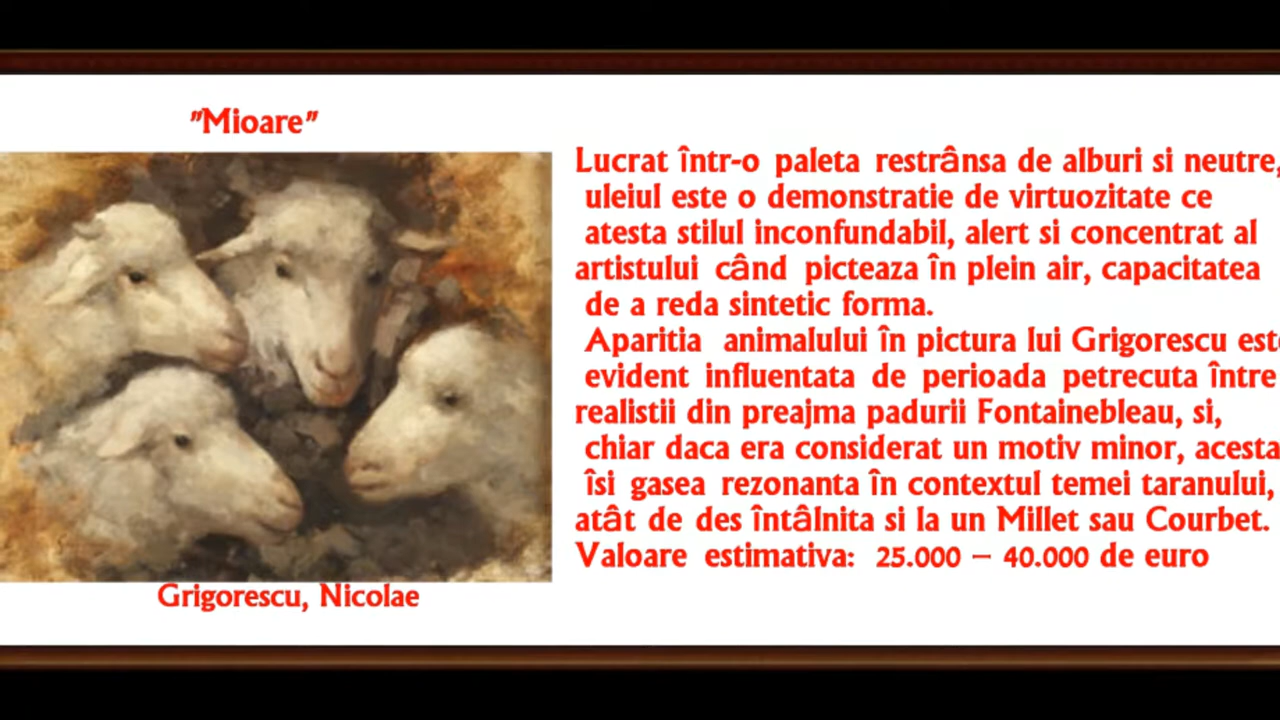 "Mioare"
Lucrat într-o paleta restrânsa de alburi si neutre,
uleiul este o demonstratie de virtuozitate ce
atesta stilul inconfundabil, alert si concentrat al
artistului când picteaza în plein air, capacitatea
de a reda sintetic forma.
Aparitia animalului în pictura lui Grigorescu este
evident influentata de perioada petrecuta între
realistii din preajma padurii Fontainebleau, si,
chiar daca era considerat un motiv minor, acesta
îsi gasea rezonanta în contextul temei taranului,
atât de des întâlnita si la un Millet sau Courbet.
Valoare estimativa: 25.000 – 40.000 de euro
Grigorescu, Nicolae